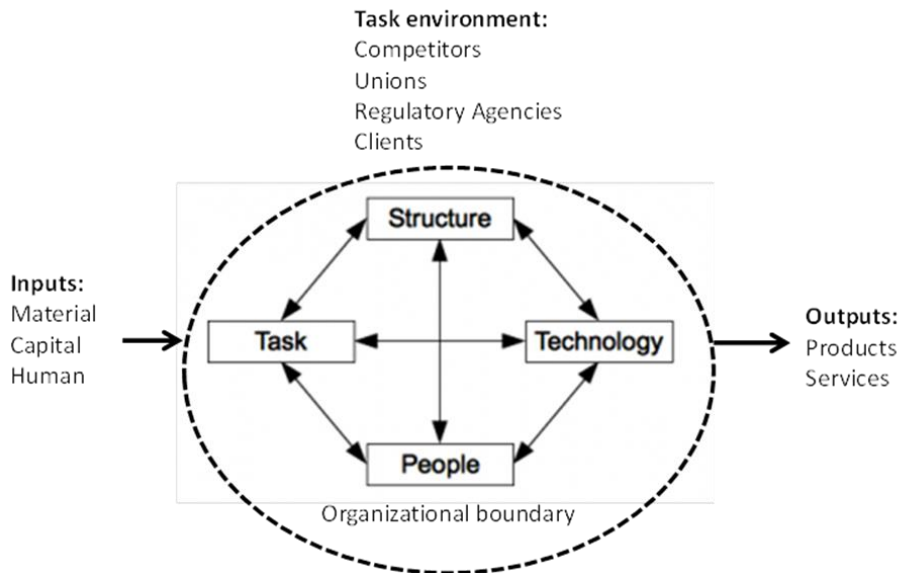 Task environment:
Competitors
Unions
Regulatory Agencies
Clients
Structure
Inputs:
Material
Capital
Human
Task
Technology
Outputs:
Products
Services
People
Organizational boundary